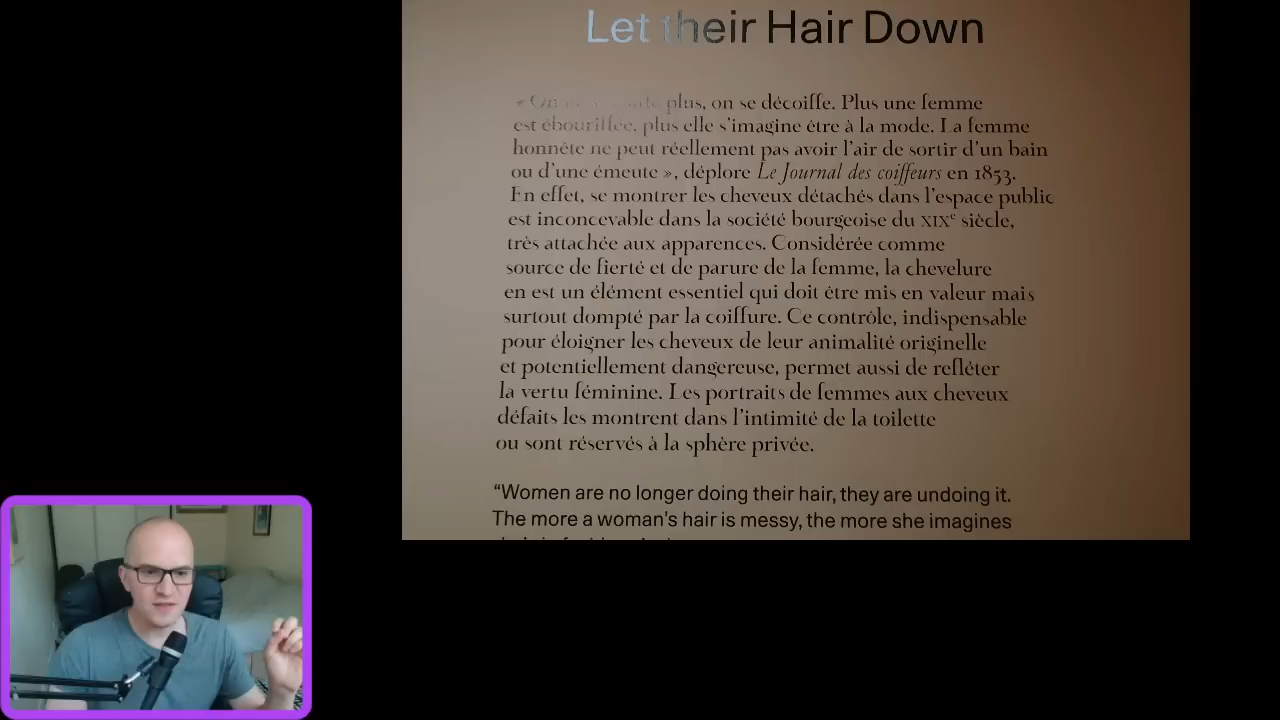 Let their Hair Down
« On plus, on se décoiffe. Plus une femme
est ébouriffée, plus elle s'imagine être à la mode. La femme
honnête ne peut réellement pas avoir l'air de sortir d'un bain
ou d'une émeute », déplore Le Journal des coiffeurs en 1853.
En effet, se montrer les cheveux détachés dans l'espace public
est inconcevable dans la société bourgeoise du XIXe siècle,
très attachée aux apparences. Considérée comme
source de fierté et de parure de la femme, la chevelure
en est un élément essentiel qui doit être mis en valeur mais
surtout dompté par la coiffure. Ce contrôle, indispensable
pour éloigner les cheveux de leur animalité originelle
et potentiellement dangereuse, permet aussi de refléter
la vertu féminine. Les portraits de femmes aux cheveux
défaits les montrent dans l'intimité de la toilette
ou sont réservés à la sphère privée.
“Women are no longer doing their hair, they are undoing it.
The more a woman's hair is messy, the more she imagines